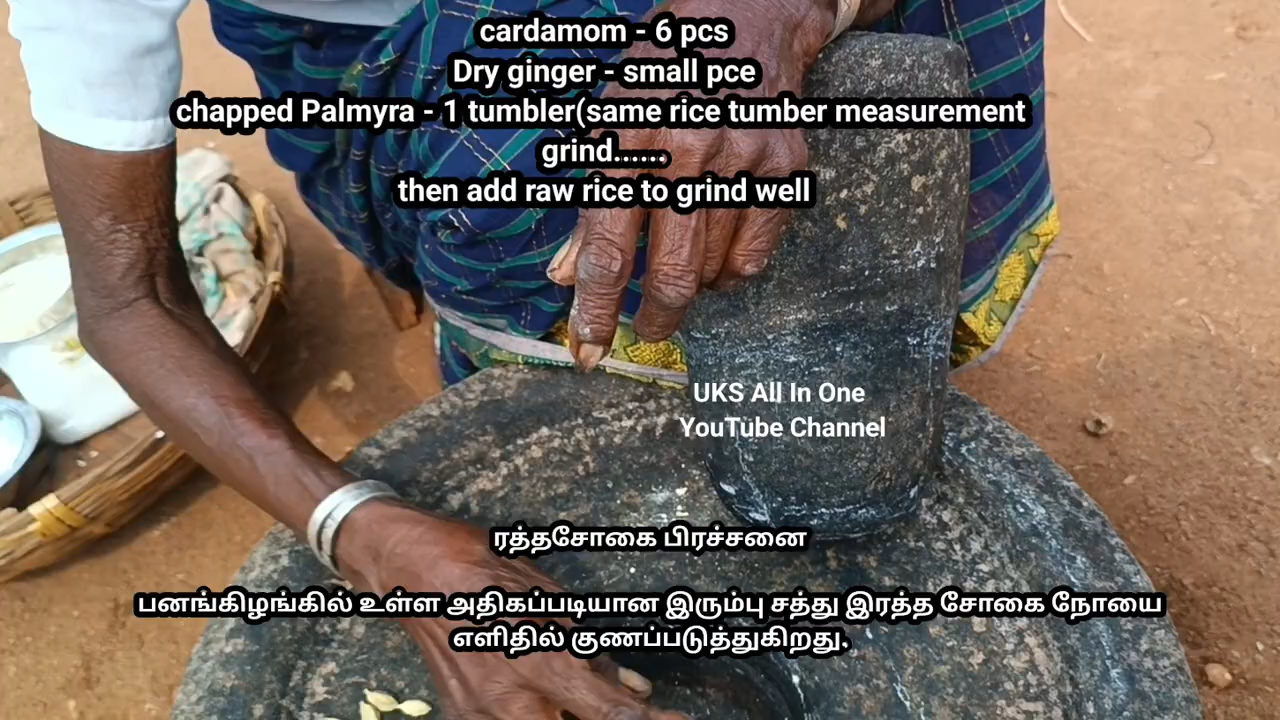 cardamom - 6 pcs
Dry ginger - small pce
chapped Palmyra - 1 tumbler(same rice tumber measurement
grind......
then add raw rice to grind well
UKS All In One
YouTube Channel
ரத்தசோகை பிரச்சனை
பனங்கிழங்கில் உள்ள அதிகப்படியான இரும்பு சத்து இரத்த சோகை நோயை
எளிதில் குணப்படுத்துகிறது.